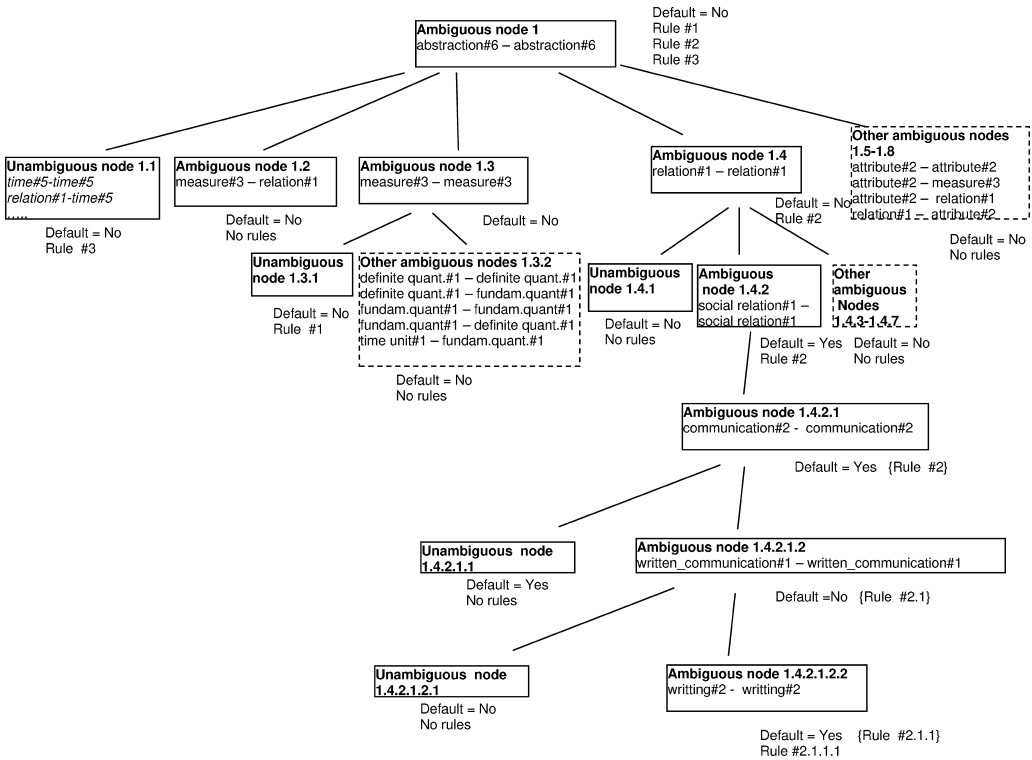 Ambiguous node 1
abstraction#6 – abstraction#6
Default = No
Rule #1
Rule #2
Rule #3
Unambiguous node 1.1
time#5-time#5
relation#1-time#5
.....
Default = No
Rule #3
Ambiguous node 1.2
measure#3 – relation#1
Default = No
No rules
Ambiguous node 1.3
measure#3 – measure#3
Default = No
Ambiguous node 1.4
relation#1 – relation#1
Default = No
Rule #2
Other ambiguous nodes
1.5-1.8
attribute#2 – attribute#2
attribute#2 – measure#3
attribute#2 – relation#1
relation#1 – attribute#2
Default = No
No rules
Unambiguous
node 1.3.1
Default = No
Rule #1
Other ambiguous nodes 1.3.2
definite quant.#1 – definite quant.#1
definite quant.#1 – fundam.quant#1
fundam.quant#1 – fundam.quant#1
fundam.quant#1 – definite quant.#1
time unit#1 – fundam.quant.#1
Default = No
No rules
Unambiguous
node 1.4.1
Default = No
No rules
Ambiguous
node 1.4.2
social relation#1 –
social relation#1
Default = Yes
Rule #2
Other
ambiguous
Nodes
1.4.3-1.4.7
Default = No
No rules
Ambiguous node 1.4.2.1
communication#2 - communication#2
Default = Yes {Rule #2}
Unambiguous node
1.4.2.1.1
Default = Yes
No rules
Ambiguous node 1.4.2.1.2
written_communication#1 – written_communication#1
Default =No {Rule #2.1}
Unambiguous node
1.4.2.1.2.1
Default = No
No rules
Ambiguous node 1.4.2.1.2.2
writting#2 - writting#2
Default = Yes {Rule #2.1.1}
Rule #2.1.1.1